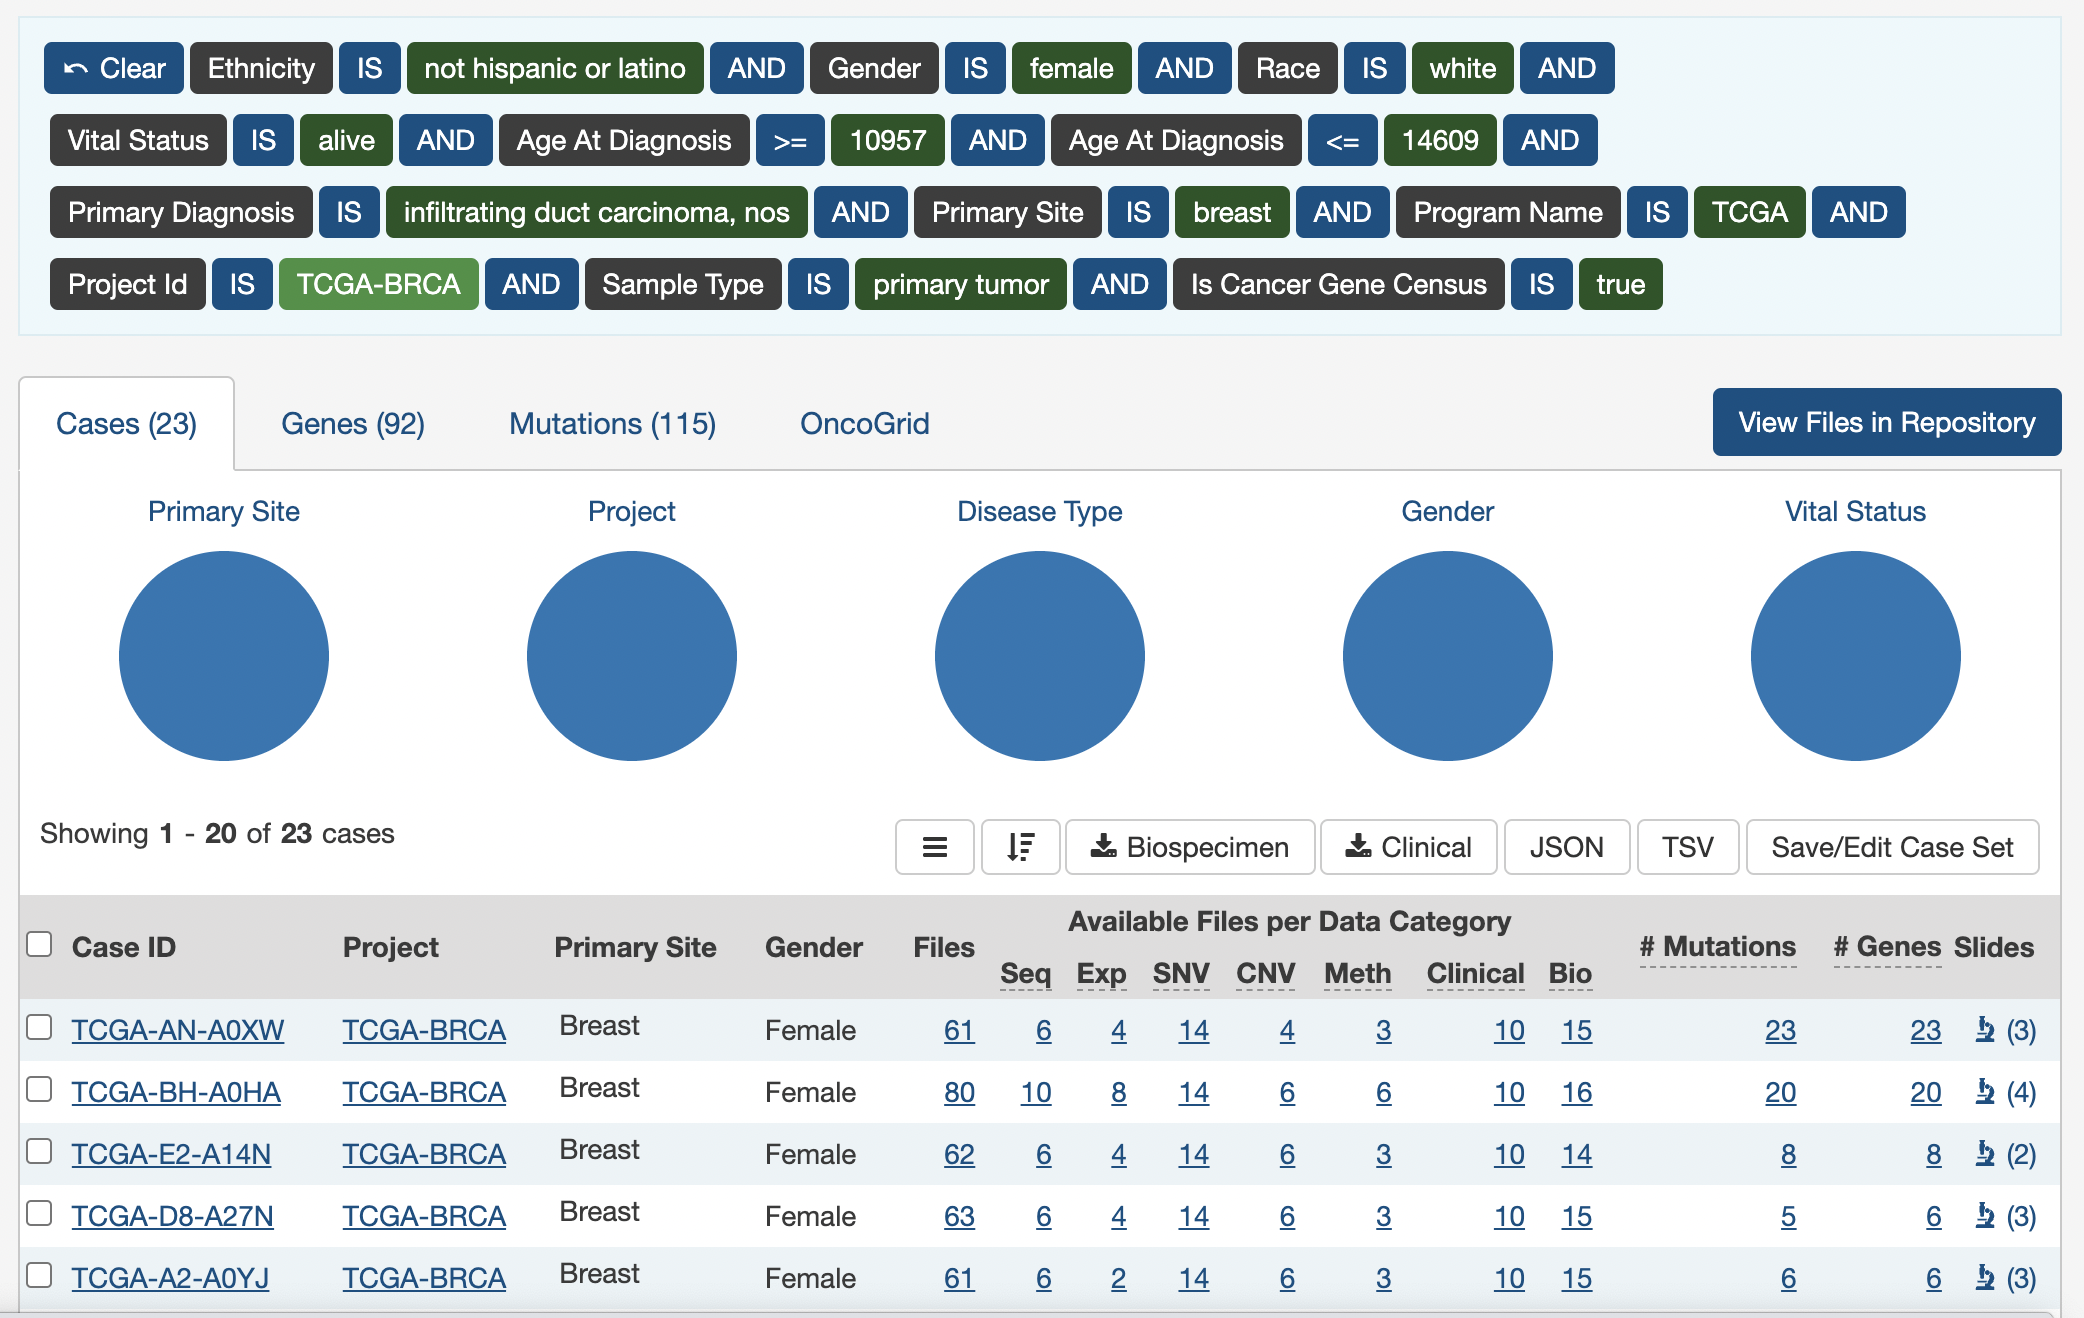 Clear Ethnicity IS not hispanic or latino AND Gender IS female AND Race IS white AND
Vital Status IS alive AND Age At Diagnosis >= 10957 AND Age At Diagnosis <= 14609 AND
Primary Diagnosis IS infiltrating duct carcinoma, nos AND Primary Site IS breast AND Program Name IS TCGA AND
Project Id IS TCGA-BRCA AND Sample Type IS primary tumor AND Is Cancer Gene Census IS true
Cases (23) Genes (92) Mutations (115) OncoGrid View Files in Repository
Primary Site Project Disease Type Gender Vital Status
Showing 1 - 20 of 23 cases Biospecimen Clinical JSON TSV Save/Edit Case Set
Available Files per Data Category
Case ID Project Primary Site Gender Files # Mutations # Genes Slides
Seq Exp SNV CNV Meth Clinical Bio
TCGA-AN-A0XW TCGA-BRCA Breast Female 61 6 4 14 4 3 10 15 23 23 (3)
TCGA-BH-A0HA TCGA-BRCA Breast Female 80 10 8 14 6 6 10 16 20 20 (4)
TCGA-E2-A14N TCGA-BRCA Breast Female 62 6 4 14 6 3 10 14 8 8 (2)
TCGA-D8-A27N TCGA-BRCA Breast Female 63 6 4 14 6 3 10 15 5 6 (3)
TCGA-A2-A0YJ TCGA-BRCA Breast Female 61 6 2 14 6 3 10 15 6 6 (3)